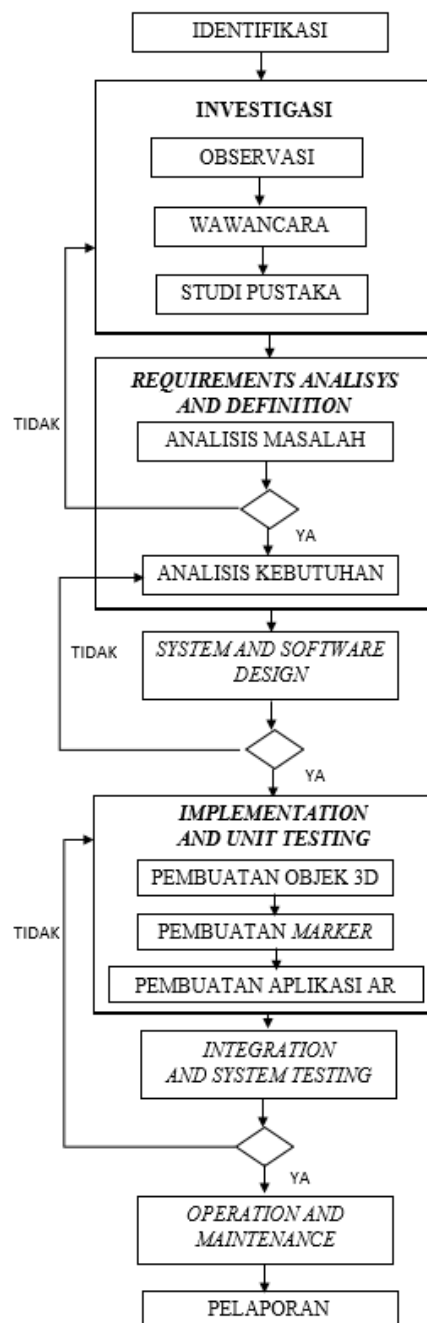 IDENTIFIKASI
INVESTIGASI
OBSERVASI
WAWANCARA
STUDI PUSTAKA
REQUIREMENTS ANALISYS
AND DEFINITION
TIDAK
ANALISIS MASALAH
YA
ANALISIS KEBUTUHAN
SYSTEM AND SOFTWARE
DESIGN
TIDAK
YA
IMPLEMENTATION
AND UNIT TESTING
PEMBUATAN OBJEK 3D
PEMBUATAN MARKER
TIDAK
PEMBUATAN APLIKASI AR
INTEGRATION
AND SYSTEM TESTING
YA
OPERATION AND
MAINTENANCE
PELAPORAN